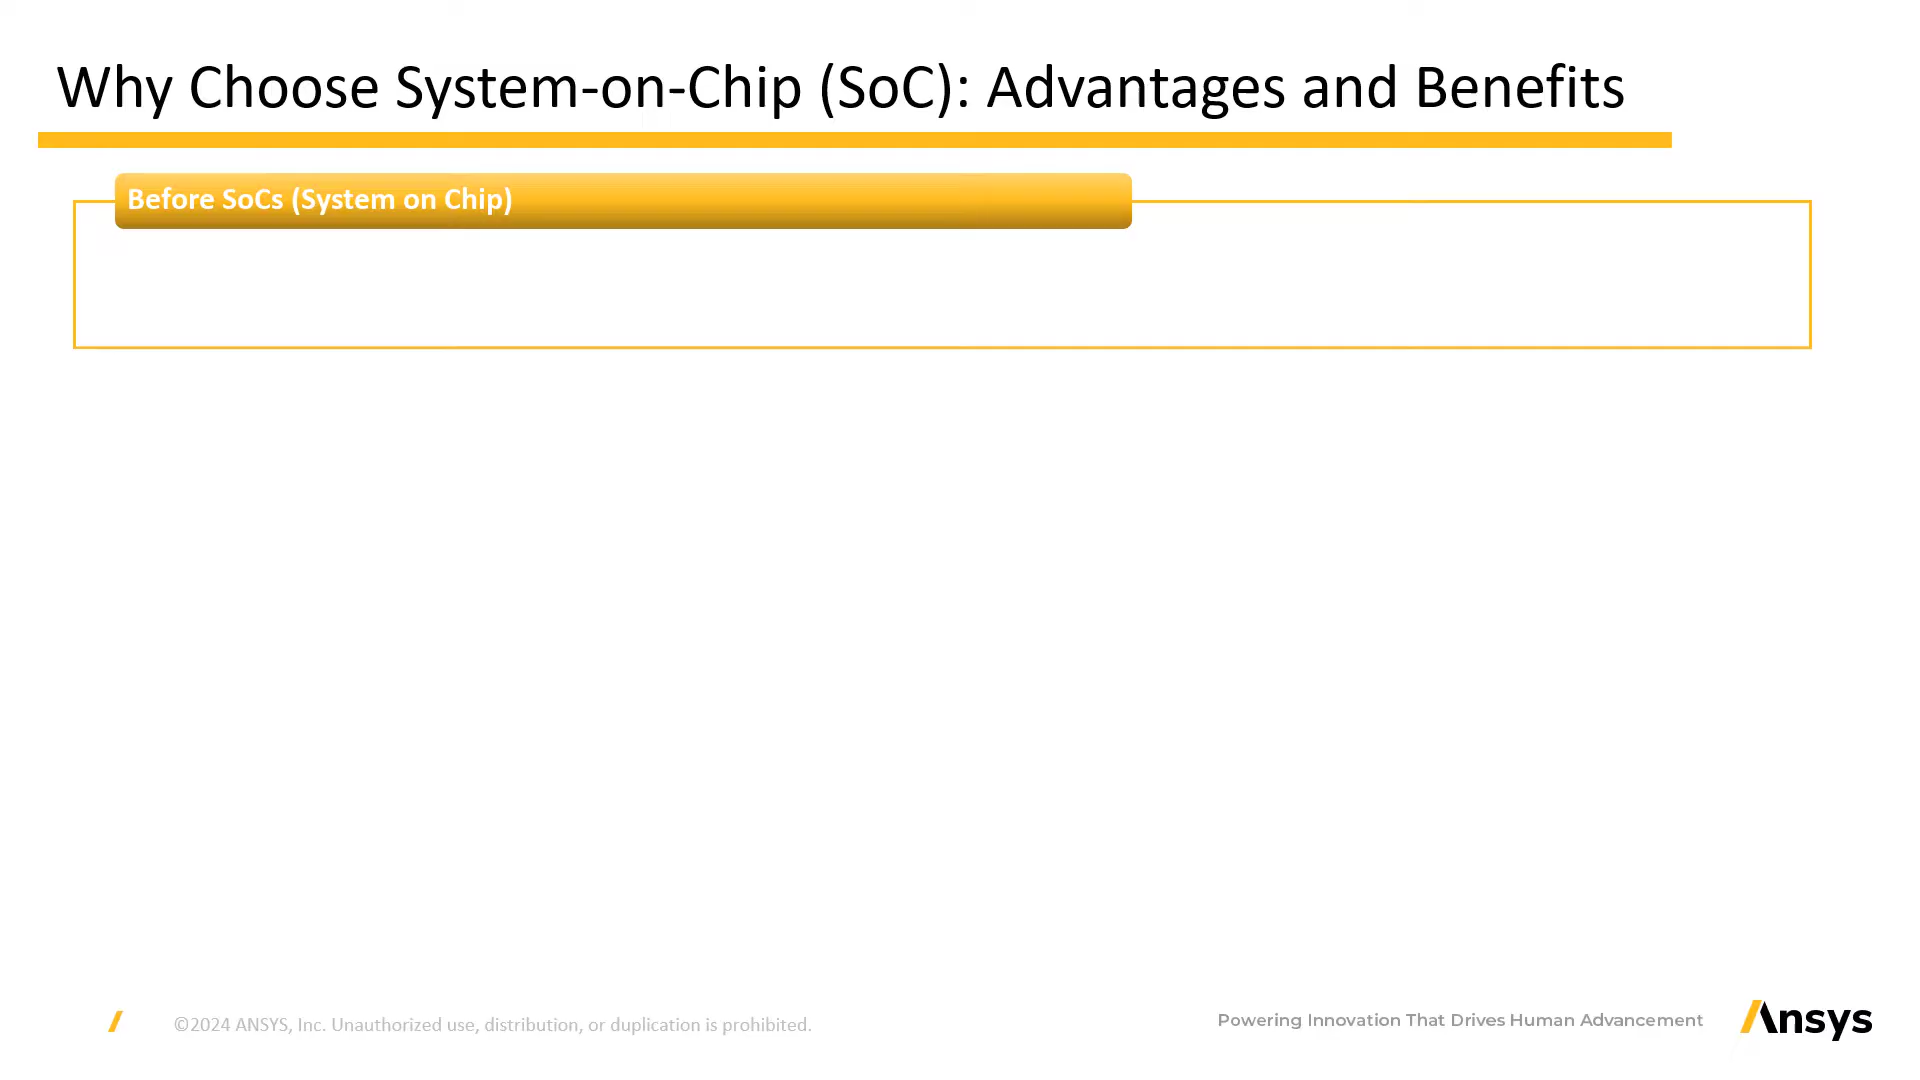 Why Choose System-on-Chip (SoC): Advantages and Benefits
Before SoCs (System on Chip)
©2024 ANSYS, Inc. Unauthorized use, distribution, or duplication is prohibited.
Powering Innovation That Drives Human Advancement
Ansys